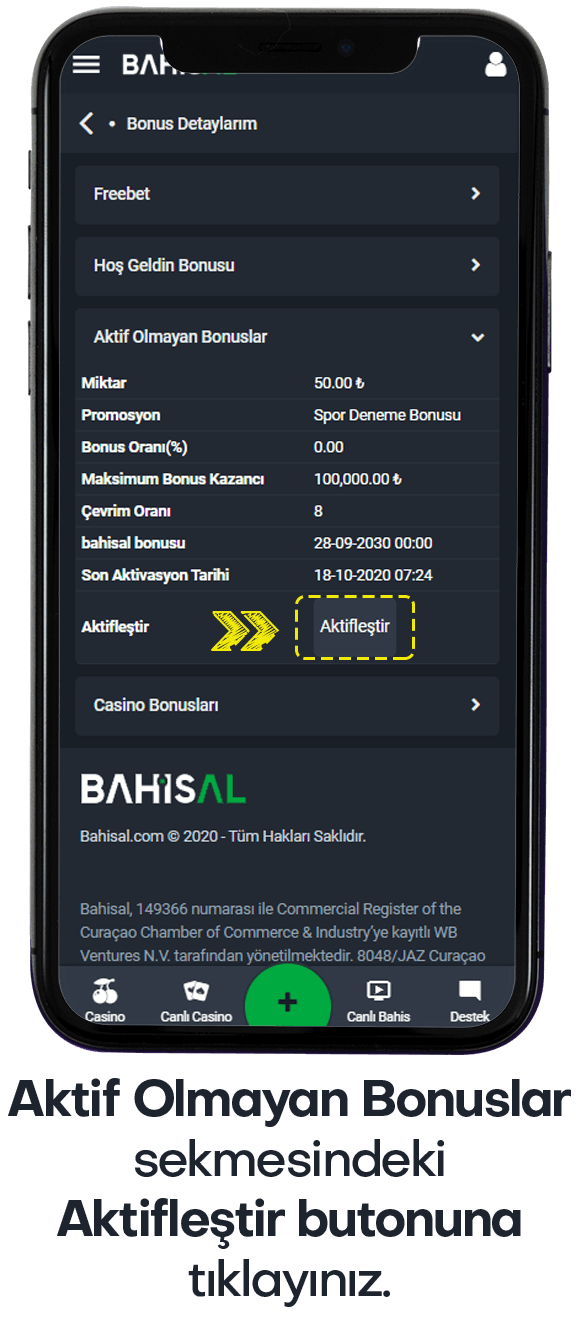 BAHISAL
Bonus Detaylarım
Freebet
Hoş Geldin Bonusu
Aktif Olmayan Bonuslar
Miktar 50.00 ₺
Promosyon Spor Deneme Bonusu
Bonus Oranı(%) 0.00
Maksimum Bonus Kazancı 100,000.00 ₺
Çevrim Oranı 8
bahisal bonusu 28-09-2030 00:00
Son Aktivasyon Tarihi 18-10-2020 07:24
Aktifleştir Aktifleştir
Casino Bonusları
BAHiSAL
Bahisal.com © 2020 - Tüm Hakları Saklıdır.
Bahisal, 149366 numarası ile Commercial Register of the
Curaçao Chamber of Commerce & Industry'ye kayıtlı WB
Ventures N.V. tarafından yönetilmektedir. 8048/JAZ Curaçao
Casino Canlı Casino + Canlı Bahis Destek
Aktif Olmayan Bonuslar
sekmesindeki
Aktifleştir butonuna
tıklayınız.